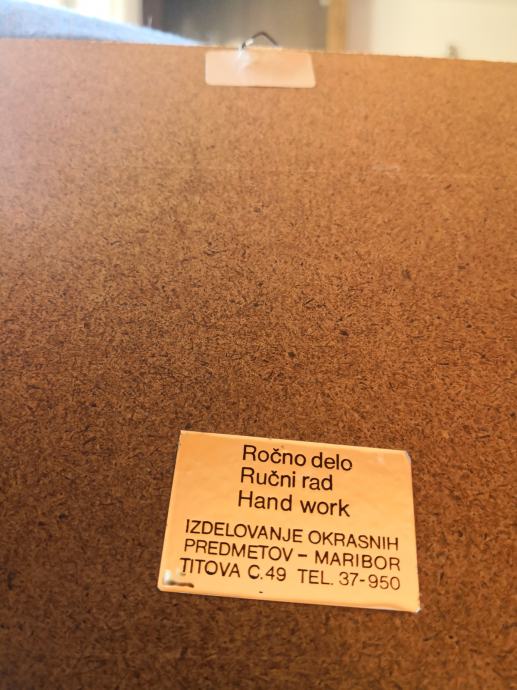 Ročno delo
Ručni rad
Hand work
IZDELOVANJE OKRASNIH
PREDMETOV – MARIBOR
TITOVA C.49 TEL. 37-950